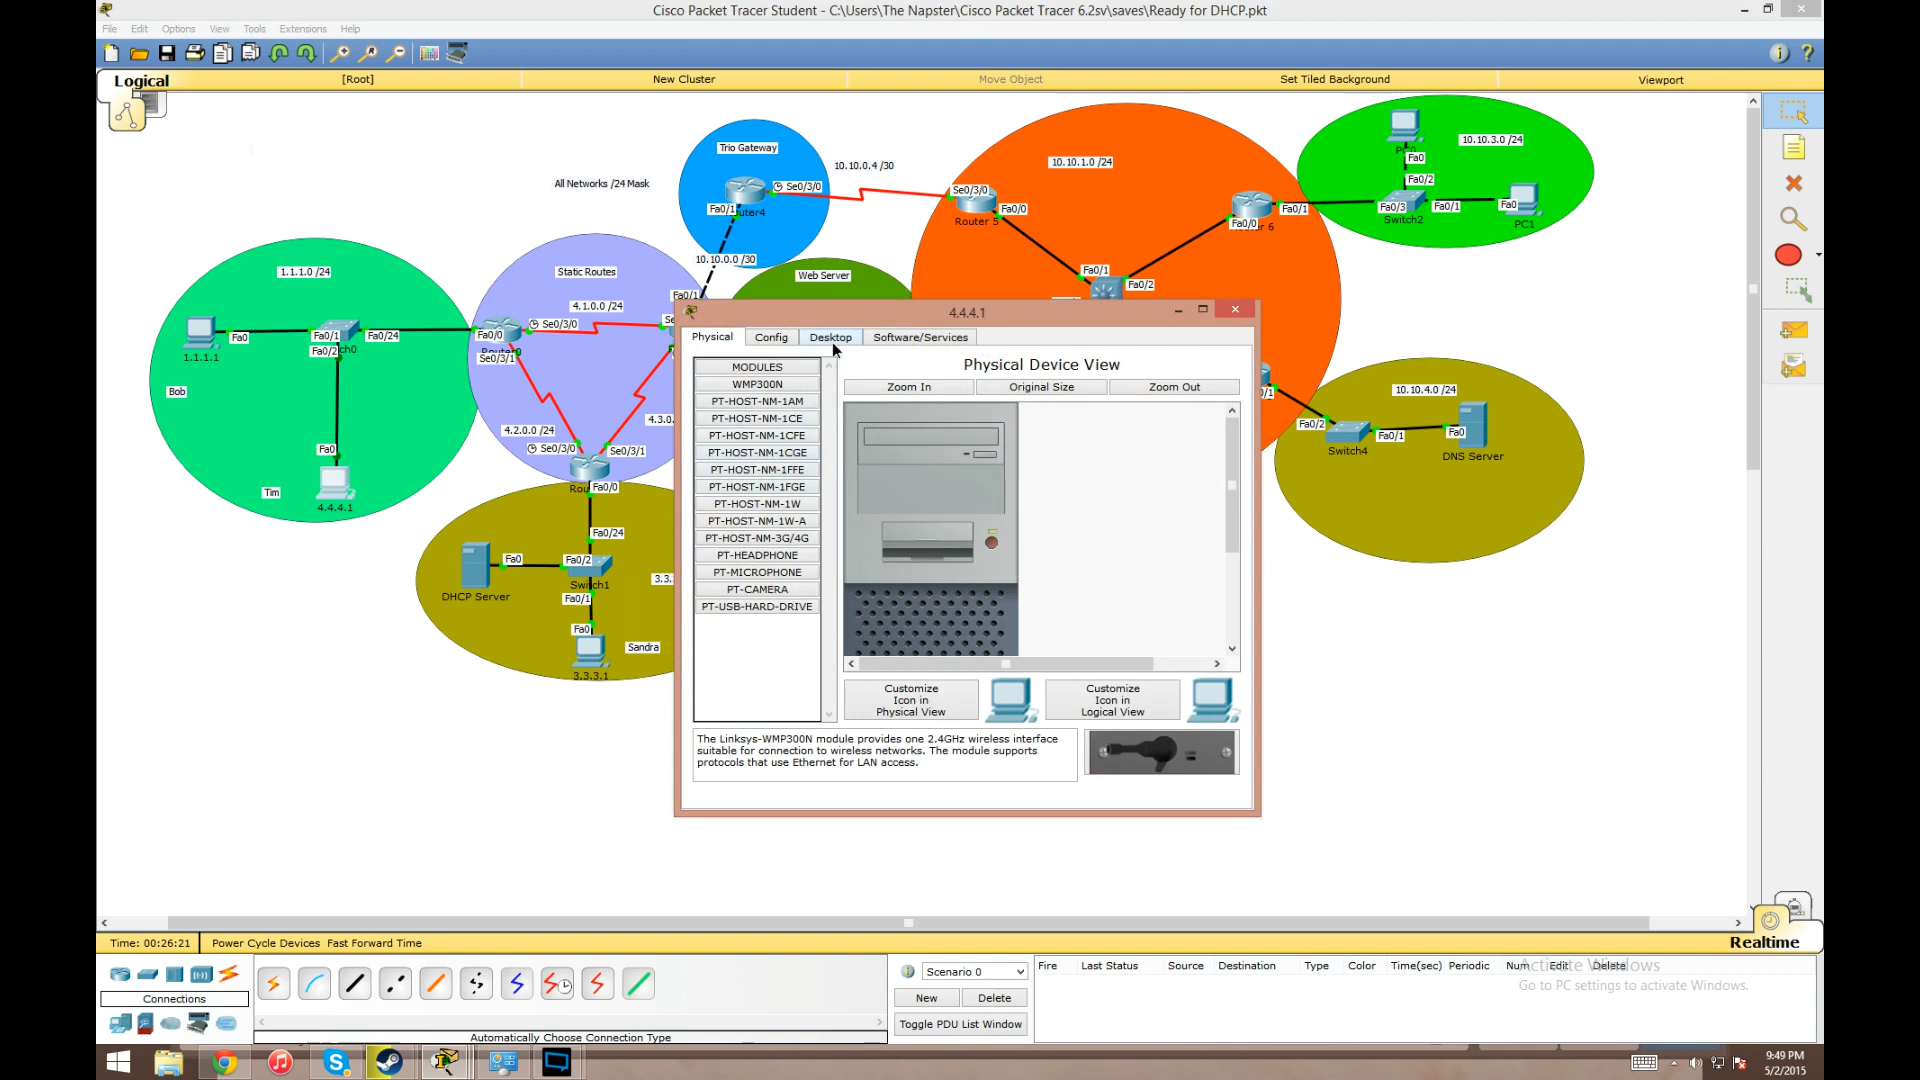 Cisco Packet Tracer Student - C:\Users\The Napster\Cisco Packet Tracer 6.2sv\saves\Ready for DHCP.pkt
File Edit Options View Tools Extensions Help
Logical [Root] New Cluster Move Object Set Tiled Background Viewport
All Networks /24 Mask
Trio Gateway
Se0/3/0
Fa0/1
10.10.0.4 /30
10.10.0.0 /30
10.10.1.0 /24
Se0/3/0
Fa0/0
Router 5
Fa0/1
Fa0/0
Fa0/1
Fa0/2
10.10.3.0 /24
Fa0
Fa0/2
Fa0/3
Fa0/1
Switch2
Fa0
PC1
1.1.1.0 /24
1.1.1.1
Fa0
Fa0/1
Fa0/2
Fa0/24
Bob
Fa0
Tim
4.4.4.1
Static Routes
4.1.0.0 /24
Fa0/0
Se0/3/0
Se0/3/1
Fa0/1
4.2.0.0 /24
Se0/3/0
Se0/3/1
Fa0/0
Web Server
Fa0/24
Fa0
Fa0/2
DHCP Server
Switch1
Fa0/1
Fa0
Sandra
3.3.3.1
10.10.4.0 /24
Fa0/2
Fa0/1
Fa0
Switch4
DNS Server
4.4.4.1
Physical Config Desktop Software/Services
MODULES
WMP300N
PT-HOST-NM-1AM
PT-HOST-NM-1CE
PT-HOST-NM-1CFE
PT-HOST-NM-1CGE
PT-HOST-NM-1FFE
PT-HOST-NM-1FGE
PT-HOST-NM-1W
PT-HOST-NM-1W-A
PT-HOST-NM-3G/4G
PT-HEADPHONE
PT-MICROPHONE
PT-CAMERA
PT-USB-HARD-DRIVE
Physical Device View
Zoom In Original Size Zoom Out
Customize
Icon in
Physical View
Customize
Icon in
Logical View
The Linksys-WMP300N module provides one 2.4GHz wireless interface
suitable for connection to wireless networks. The module supports
protocols that use Ethernet for LAN access.
Time: 00:26:21 Power Cycle Devices Fast Forward Time
Realtime
Connections
Automatically Choose Connection Type
Scenario 0
New Delete
Toggle PDU List Window
Fire Last Status Source Destination Type Color Time(sec) Periodic Num Edit Delete
Activate Windows
Go to PC settings to activate Windows.
9:49 PM
5/2/2015